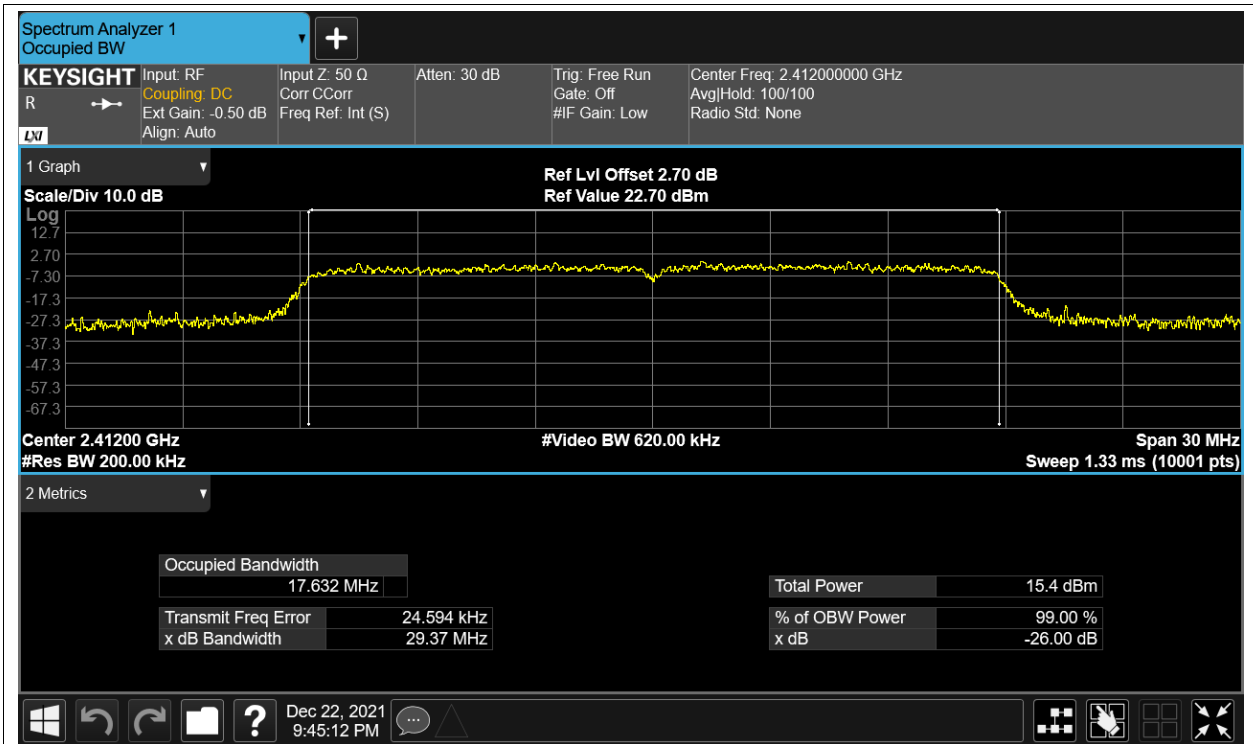 Spectrum Analyzer 1
Occupied BW
KEYSIGHT
R
LXI
Input: RF
Coupling: DC
Ext Gain: -0.50 dB
Align: Auto
Input Z: 50 Ω
Corr CCorr
Freq Ref: Int (S)
Atten: 30 dB
Trig: Free Run
Gate: Off
#IF Gain: Low
Center Freq: 2.412000000 GHz
Avg|Hold: 100/100
Radio Std: None
1 Graph
Scale/Div 10.0 dB
Ref Lvl Offset 2.70 dB
Ref Value 22.70 dBm
Log
12.7
2.70
-7.30
-17.3
-27.3
-37.3
-47.3
-57.3
-67.3
Center 2.41200 GHz
#Res BW 200.00 kHz
#Video BW 620.00 kHz
Span 30 MHz
Sweep 1.33 ms (10001 pts)
2 Metrics
Occupied Bandwidth
17.632 MHz
Transmit Freq Error 24.594 kHz
x dB Bandwidth 29.37 MHz
Total Power 15.4 dBm
% of OBW Power 99.00 %
x dB -26.00 dB
?
Dec 22, 2021
9:45:12 PM